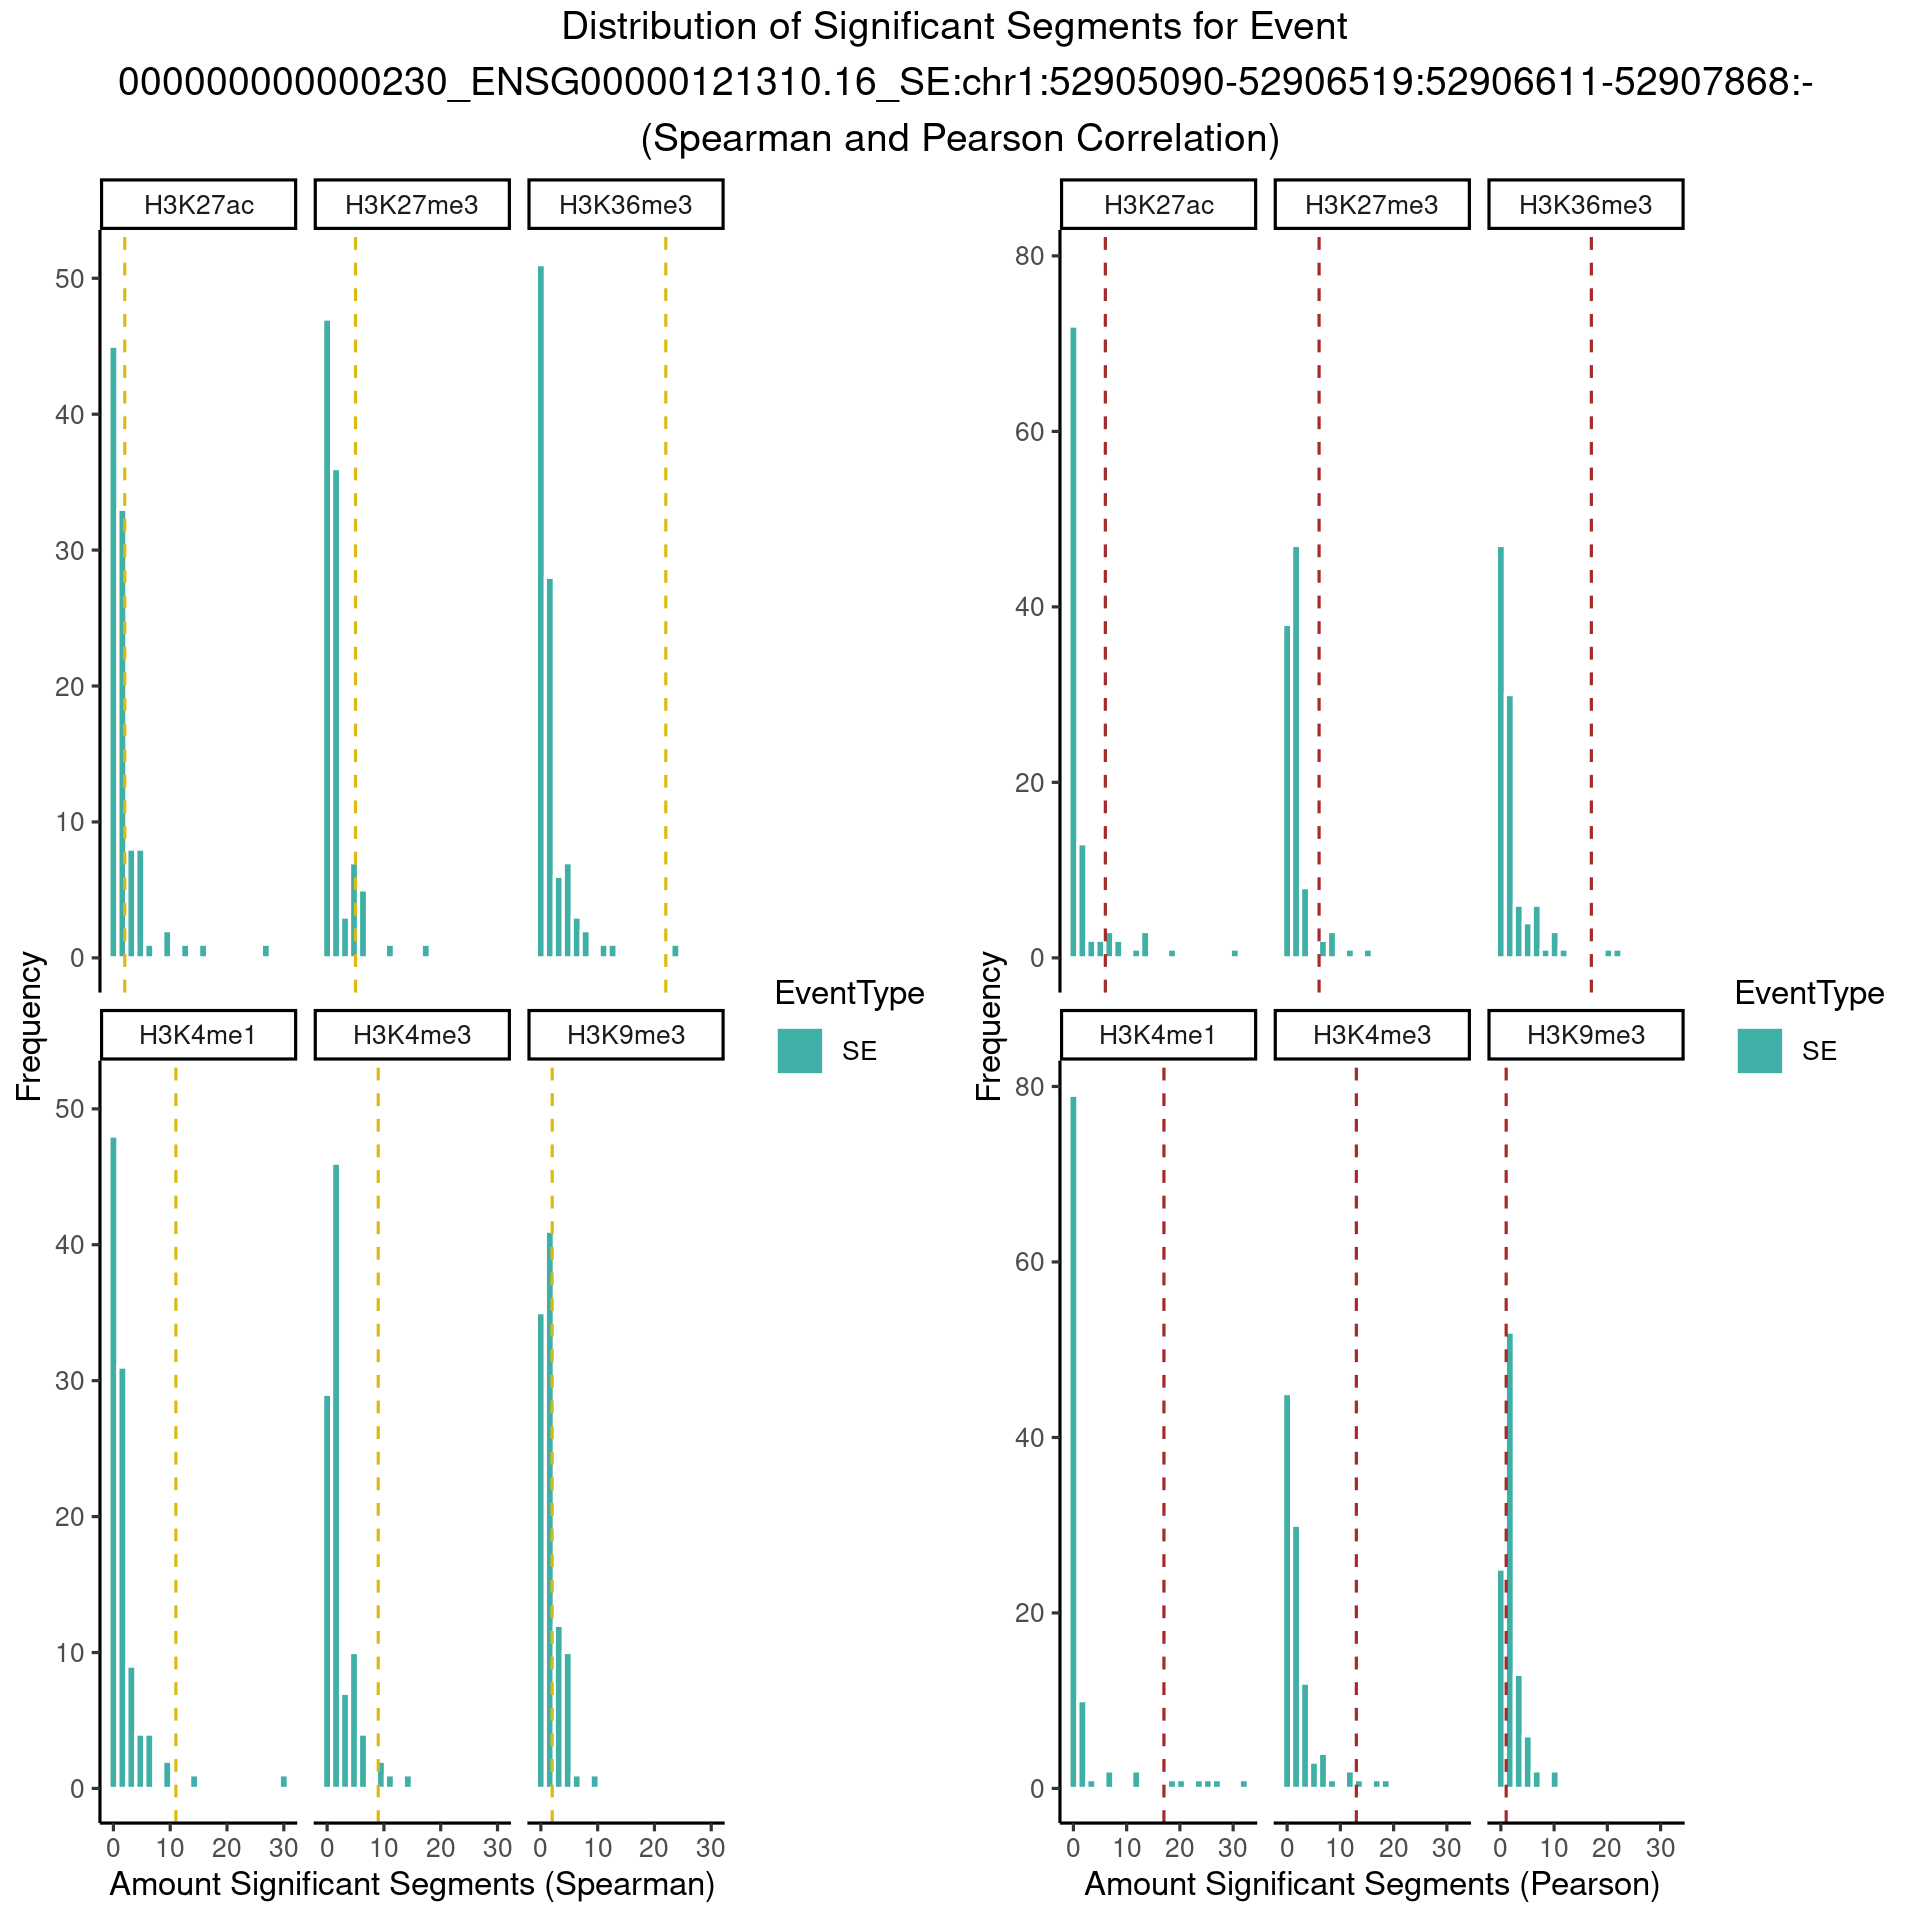 Distribution of Significant Segments for Event
000000000000230_ENSG00000121310.16_SE:chr1:52905090-52906519:52906611-52907868:-
(Spearman and Pearson Correlation)
H3K27ac H3K27me3 H3K36me3
50
40
30
20
10
0
H3K4me1 H3K4me3 H3K9me3
50
40
30
20
10
0
0 10 20 30 0 10 20 30 0 10 20 30
Amount Significant Segments (Spearman)
Frequency
EventType
SE
H3K27ac H3K27me3 H3K36me3
80
60
40
20
0
H3K4me1 H3K4me3 H3K9me3
80
60
40
20
0
0 10 20 30 0 10 20 30 0 10 20 30
Amount Significant Segments (Pearson)
Frequency
EventType
SE